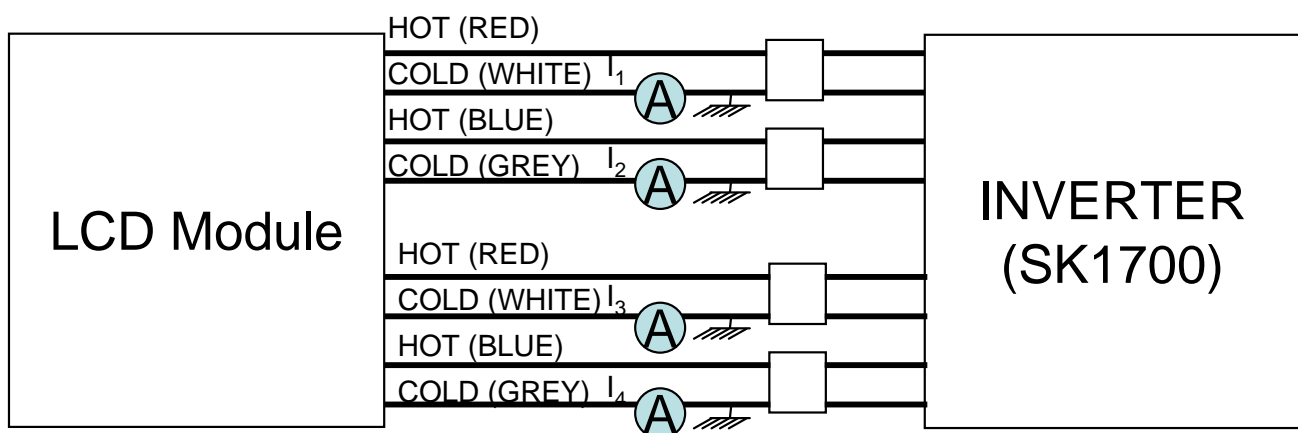 HOT (RED)
COLD (WHITE) I1
A
HOT (BLUE)
COLD (GREY) I2
A
LCD Module
INVERTER
(SK1700)
HOT (RED)
COLD (WHITE) I3
A
HOT (BLUE)
COLD (GREY) I4
A